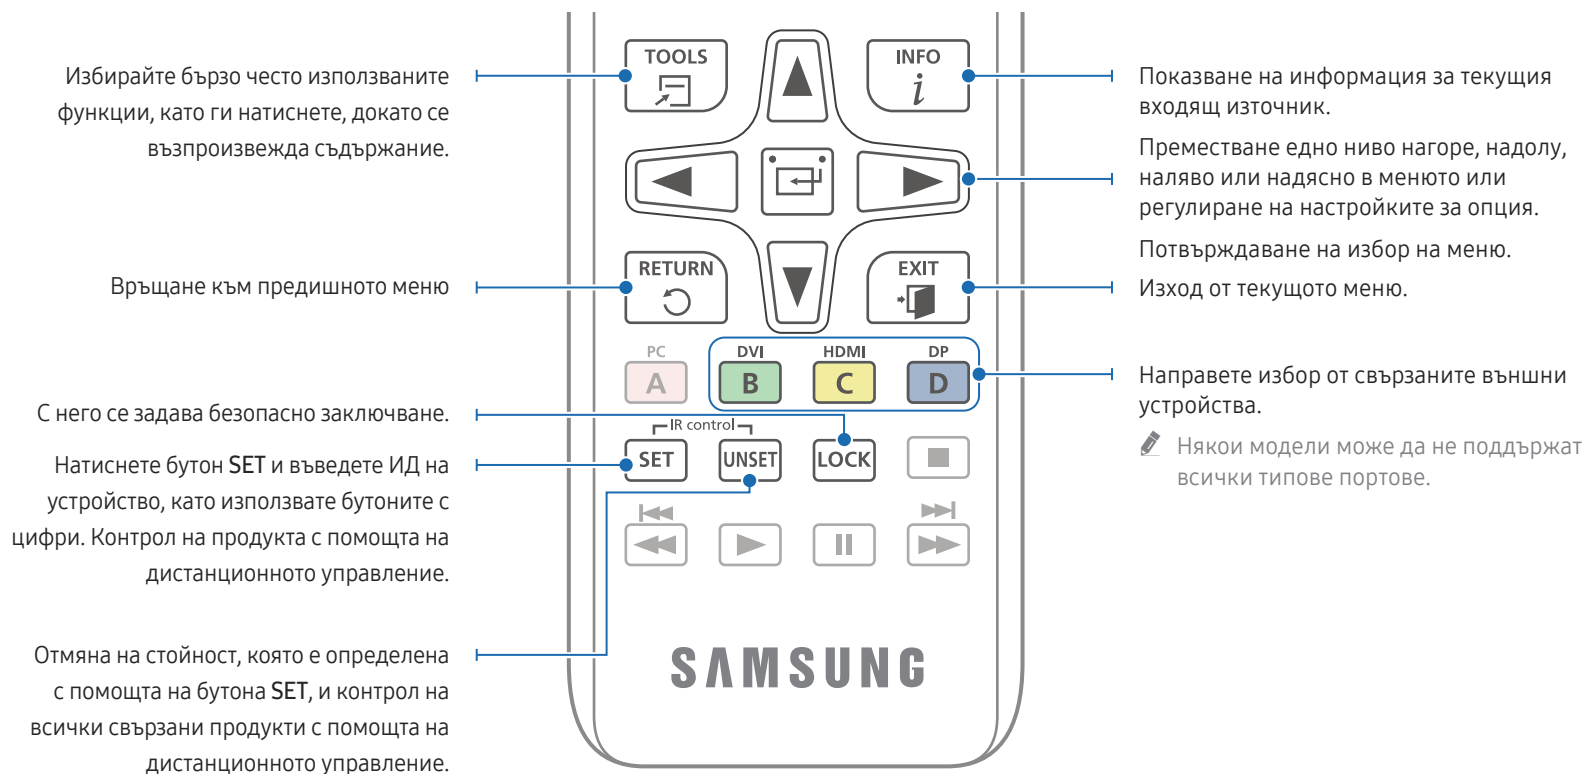 Избирайте бързо често използваните
функции, като ги натиснете, докато се
възпроизвежда съдържание.
Връщане към предишното меню
С него се задава безопасно заключване.
Натиснете бутон SET и въведете ИД на
устройство, като използвате бутоните с
цифри. Контрол на продукта с помощта на
дистанционното управление.
Отмяна на стойност, която е определена
с помощта на бутона SET, и контрол на
всички свързани продукти с помощта на
дистанционното управление.
TOOLS
INFO
i
RETURN
EXIT
PC
DVI
HDMI
DP
A
B
C
D
IR control
SET
UNSET
LOCK
SAMSUNG
Показване на информация за текущия
входящ източник.
Преместване едно ниво нагоре, надолу,
наляво или надясно в менюто или
регулиране на настройките за опция.
Потвърждаване на избор на меню.
Изход от текущото меню.
Направете избор от свързаните външни
устройства.
Някои модели може да не поддържат
всички типове портове.